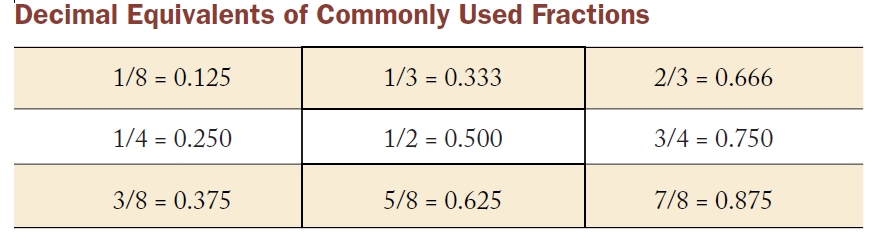 Decimal Equivalents of Commonly Used Fractions
1/8 = 0.125 1/3 = 0.333 2/3 = 0.666
1/4 = 0.250 1/2 = 0.500 3/4 = 0.750
3/8 = 0.375 5/8 = 0.625 7/8 = 0.875